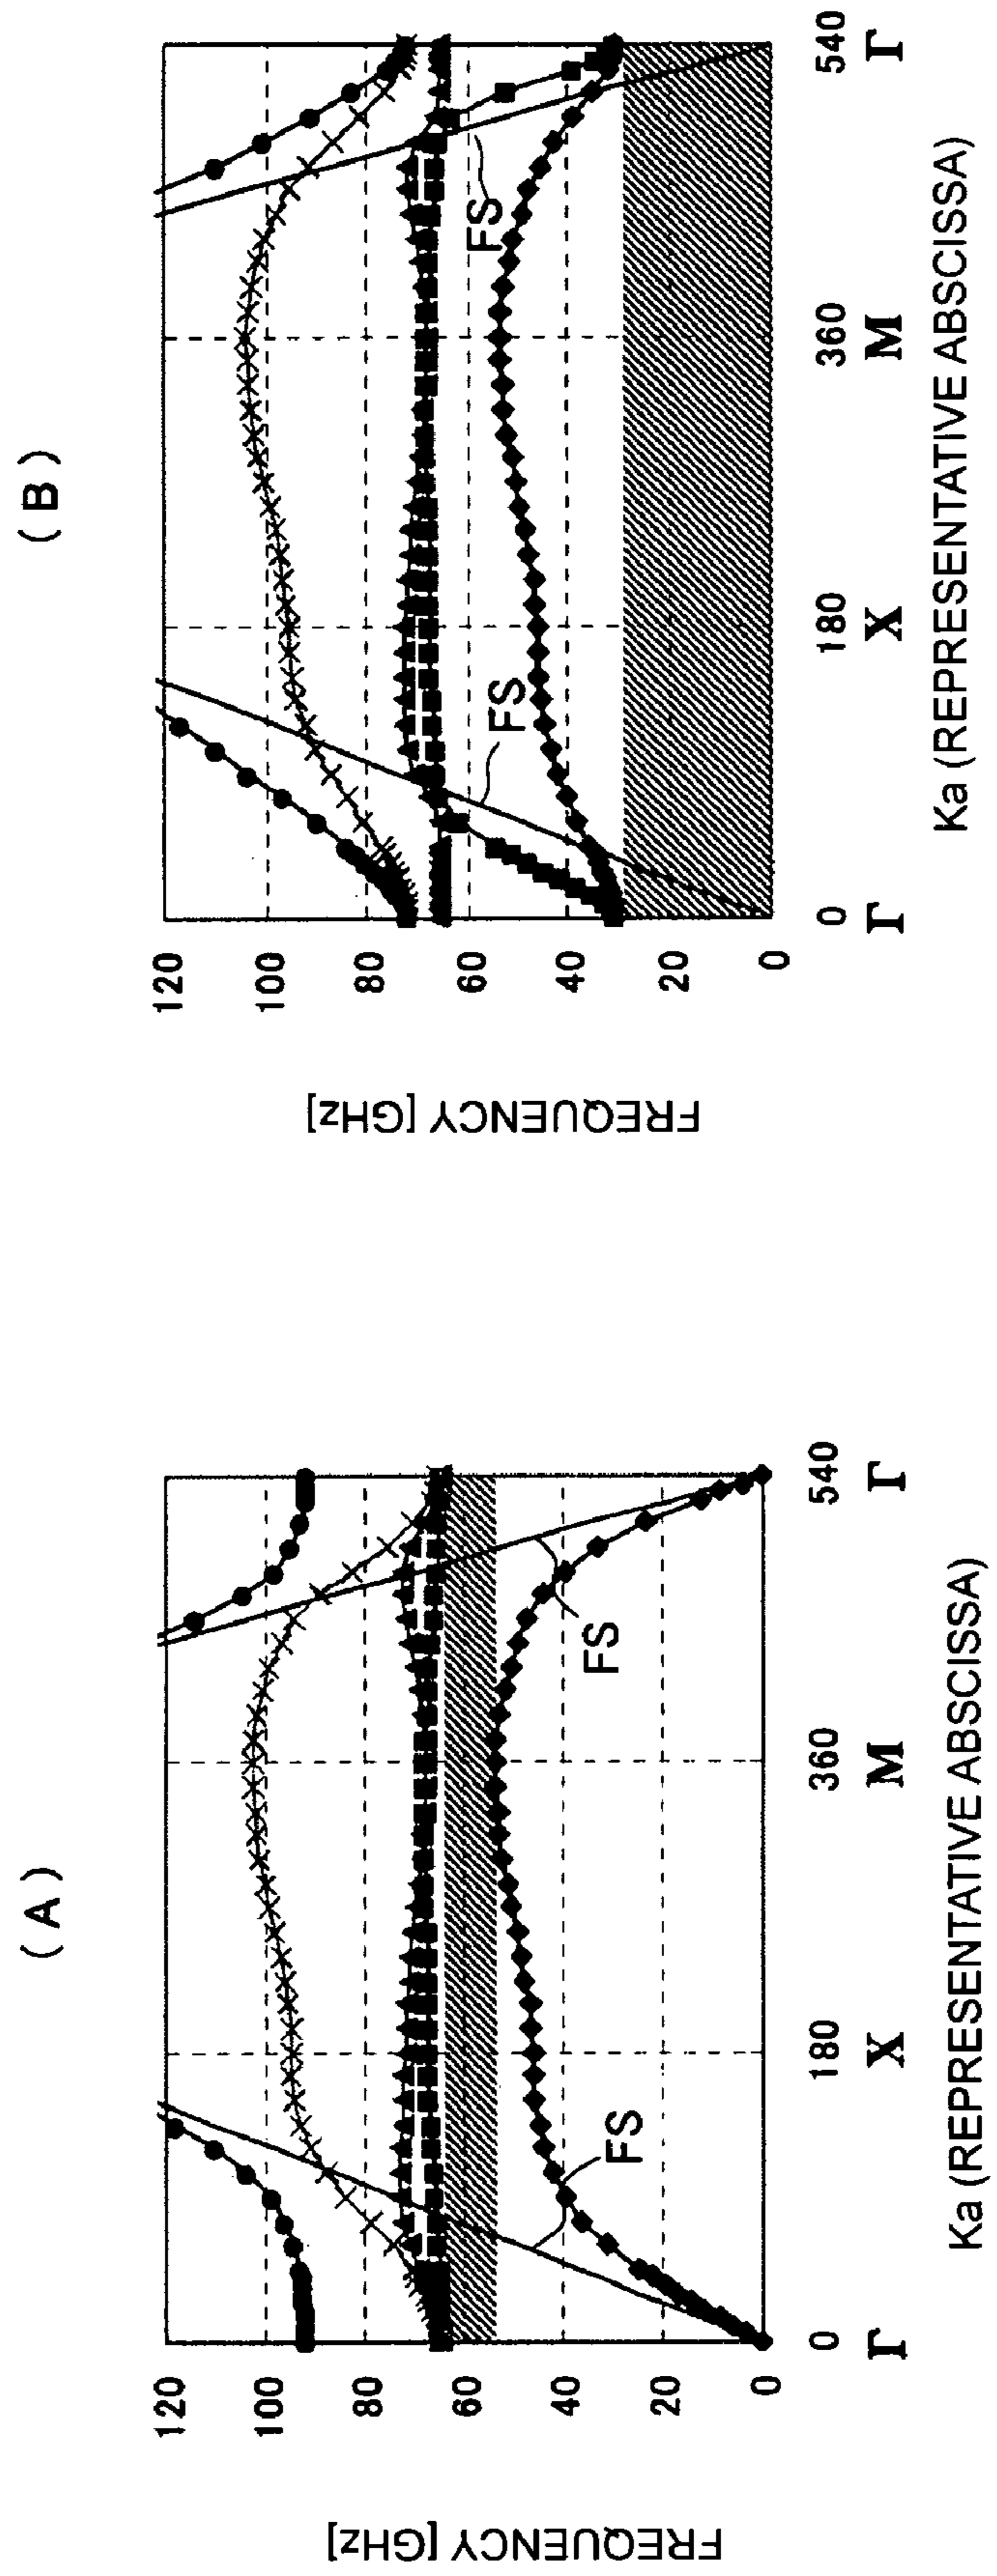 ( A )
FREQUENCY [GHz]
120
100
80
60
40
20
0
FS
FS
0 180 360 540
Γ X M Γ
Ka (REPRESENTATIVE ABSCISSA)
( B )
FREQUENCY [GHz]
120
100
80
60
40
20
0
FS
FS
0 180 360 540
Γ X M Γ
Ka (REPRESENTATIVE ABSCISSA)